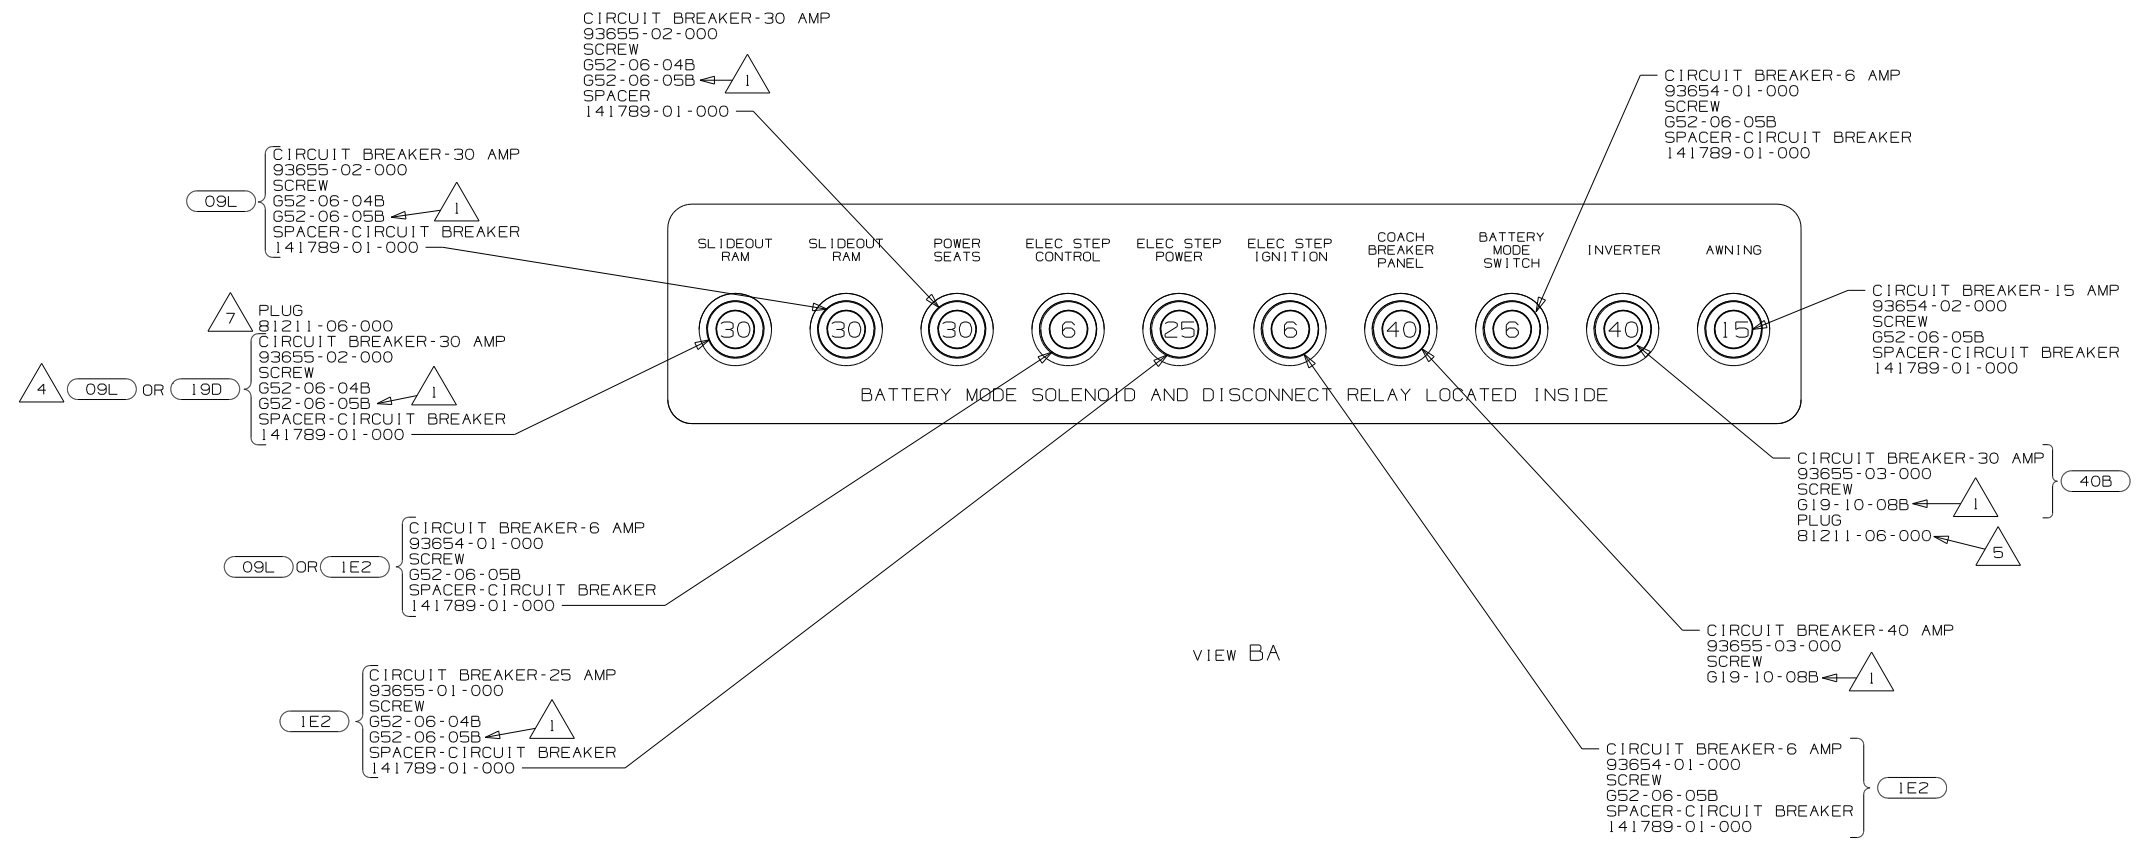 CIRCUIT BREAKER-30 AMP
93655-02-000
SCREW
G52-06-04B
G52-06-05B
1
SPACER
141789-01-000
CIRCUIT BREAKER-6 AMP
93654-01-000
SCREW
G52-06-05B
SPACER-CIRCUIT BREAKER
141789-01-000
09L
CIRCUIT BREAKER-30 AMP
93655-02-000
SCREW
G52-06-04B
G52-06-05B
1
SPACER-CIRCUIT BREAKER
141789-01-000
SLIDEOUT
RAM
SLIDEOUT
RAM
POWER
SEATS
ELEC STEP
CONTROL
ELEC STEP
POWER
ELEC STEP
IGNITION
COACH
BREAKER
PANEL
BATTERY
MODE
SWITCH
INVERTER
AWNING
30 30 30 6 25 6 40 6 40 15
BATTERY MODE SOLENOID AND DISCONNECT RELAY LOCATED INSIDE
7
PLUG
81211-06-000
4 09L OR 19D
CIRCUIT BREAKER-30 AMP
93655-02-000
SCREW
G52-06-04B
G52-06-05B
1
SPACER-CIRCUIT BREAKER
141789-01-000
CIRCUIT BREAKER-15 AMP
93654-02-000
SCREW
G52-06-05B
SPACER-CIRCUIT BREAKER
141789-01-000
CIRCUIT BREAKER-30 AMP
93655-03-000
SCREW
G19-10-08B
1
40B
PLUG
81211-06-000
5
09L OR 1E2
CIRCUIT BREAKER-6 AMP
93654-01-000
SCREW
G52-06-05B
SPACER-CIRCUIT BREAKER
141789-01-000
VIEW BA
CIRCUIT BREAKER-40 AMP
93655-03-000
SCREW
G19-10-08B
1
1E2
CIRCUIT BREAKER-25 AMP
93655-01-000
SCREW
G52-06-04B
G52-06-05B
1
SPACER-CIRCUIT BREAKER
141789-01-000
CIRCUIT BREAKER-6 AMP
93654-01-000
SCREW
G52-06-05B
SPACER-CIRCUIT BREAKER
141789-01-000
1E2